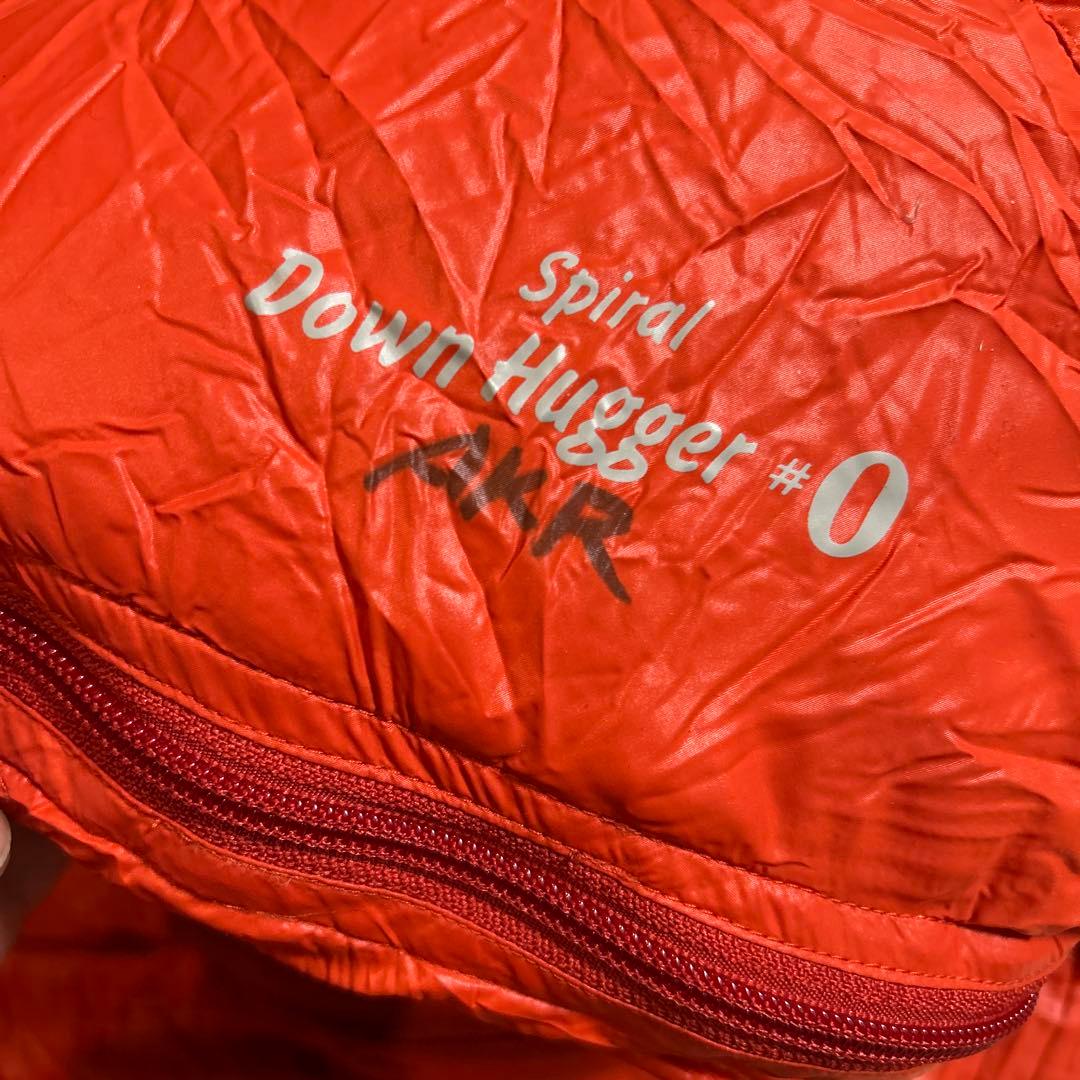 Spiral
Down Hugger #0
AKR